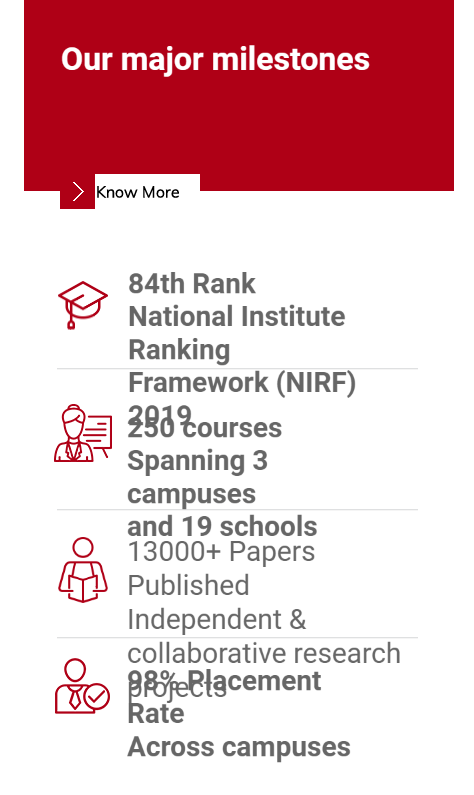 Our major milestones
Know More
84th Rank
National Institute
Ranking
Framework (NIRF)
2019
250 courses
Spanning 3
campuses
and 19 schools
13000+ Papers
Published
Independent &
collaborative research
projects
98% Placement
Rate
Across campuses